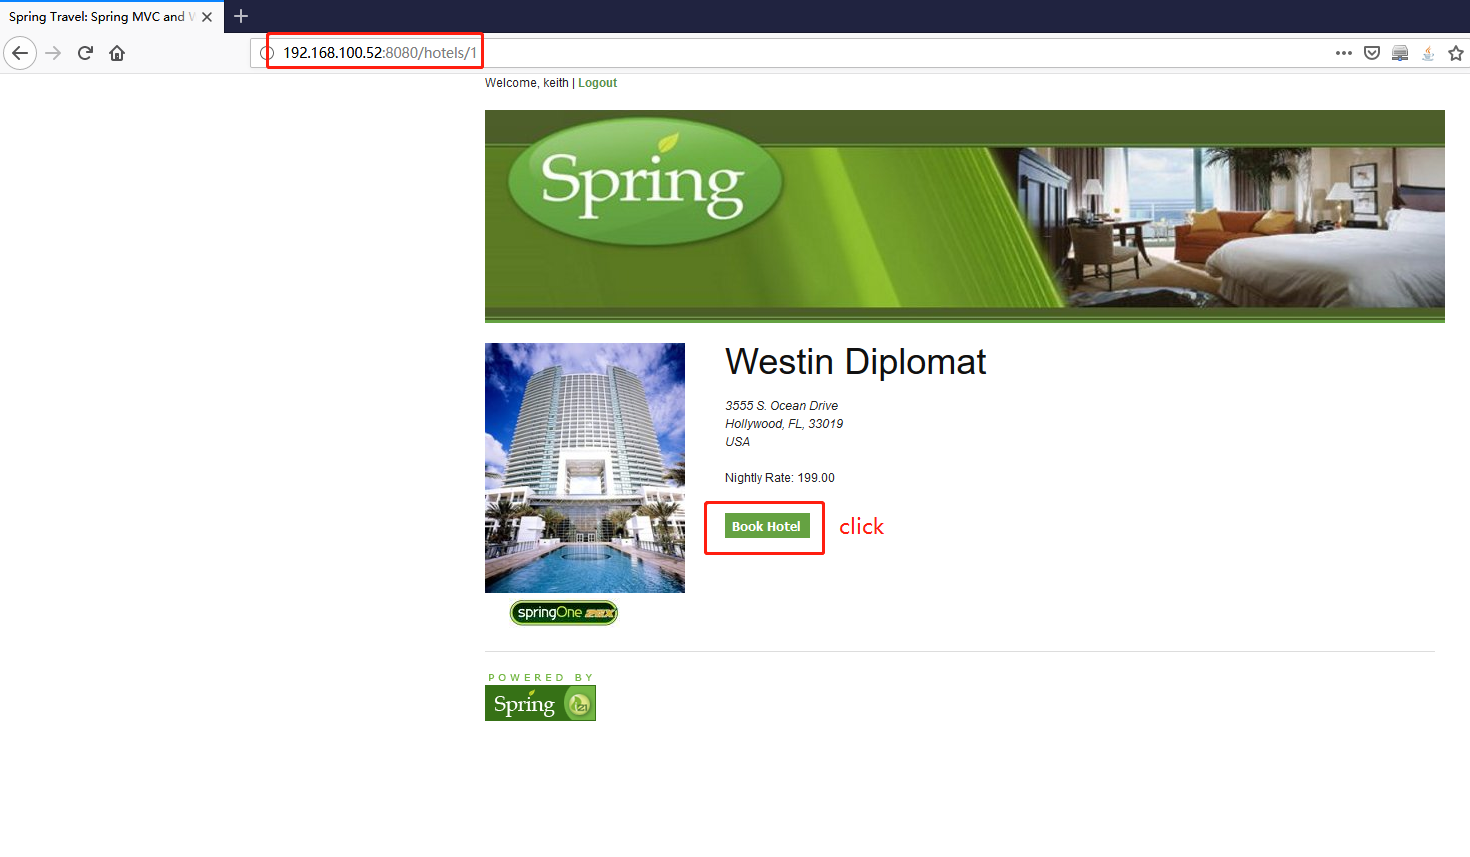 Spring Travel: Spring MVC and W
192.168.100.52:8080/hotels/1
Welcome, keith | Logout
Spring
Westin Diplomat
3555 S. Ocean Drive
Hollywood, FL, 33019
USA
Nightly Rate: 199.00
Book Hotel click
springOne 2GX
POWERED BY
Spring